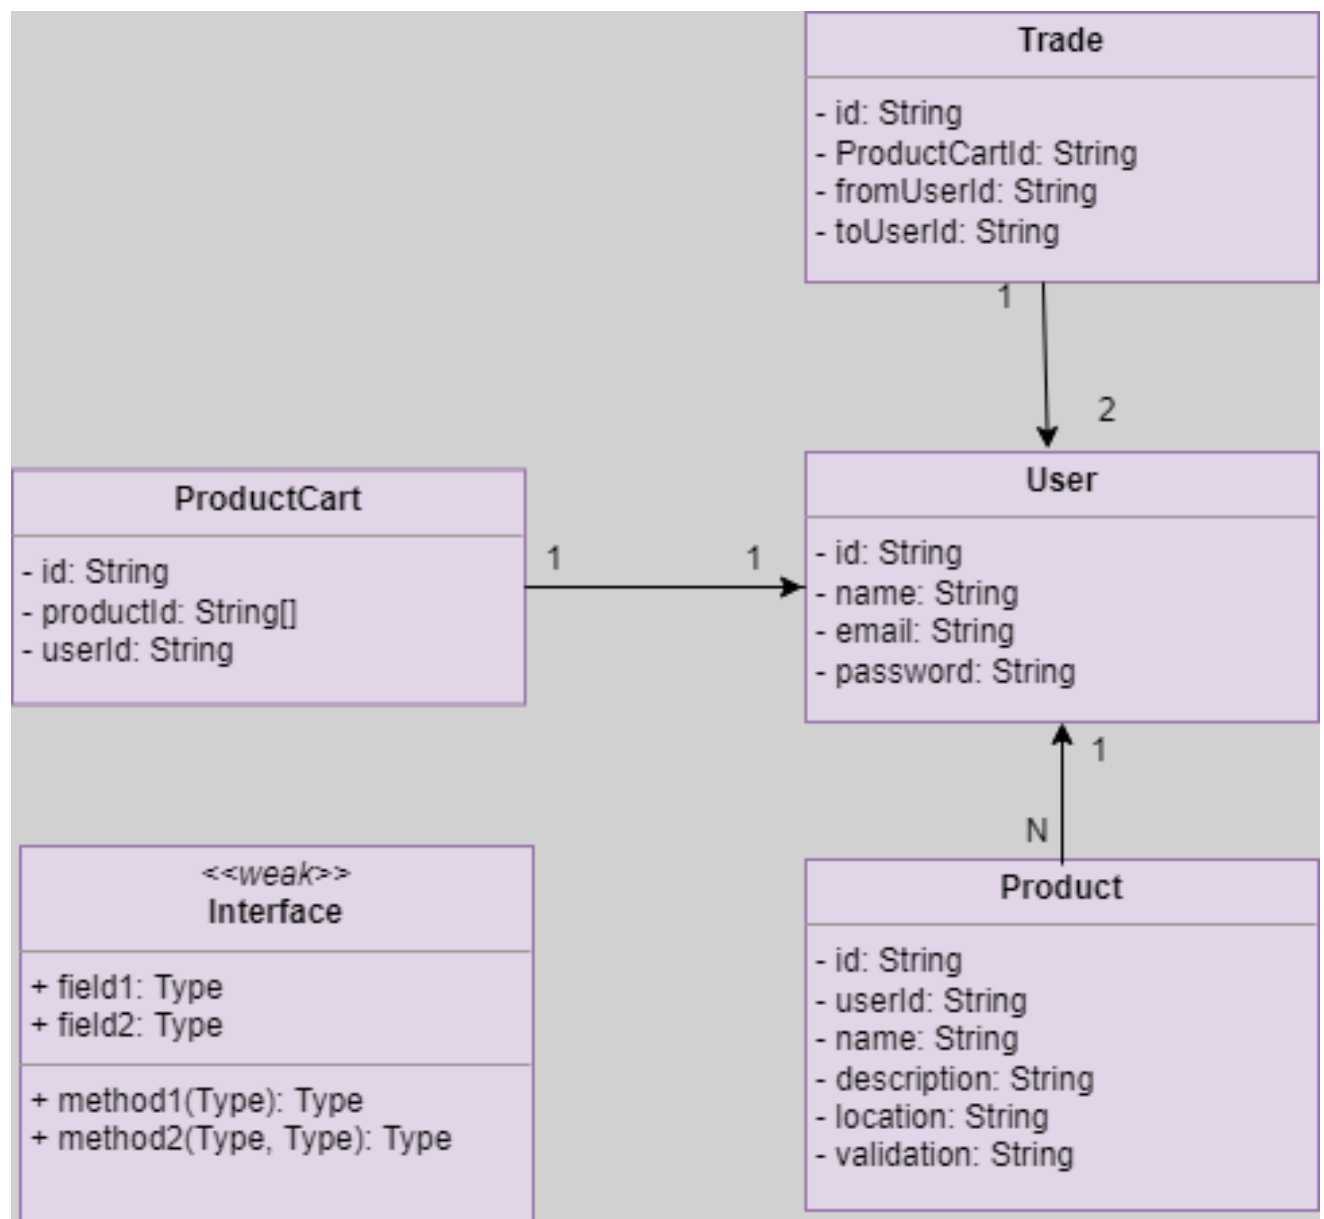 Trade
- id: String
- ProductCartId: String
- fromUserId: String
- toUserId: String
1
2
ProductCart
- id: String
- productId: String[]
- userId: String
1
1
User
- id: String
- name: String
- email: String
- password: String
1
N
<<weak>>
Interface
+ field1: Type
+ field2: Type
+ method1(Type): Type
+ method2(Type, Type): Type
Product
- id: String
- userId: String
- name: String
- description: String
- location: String
- validation: String